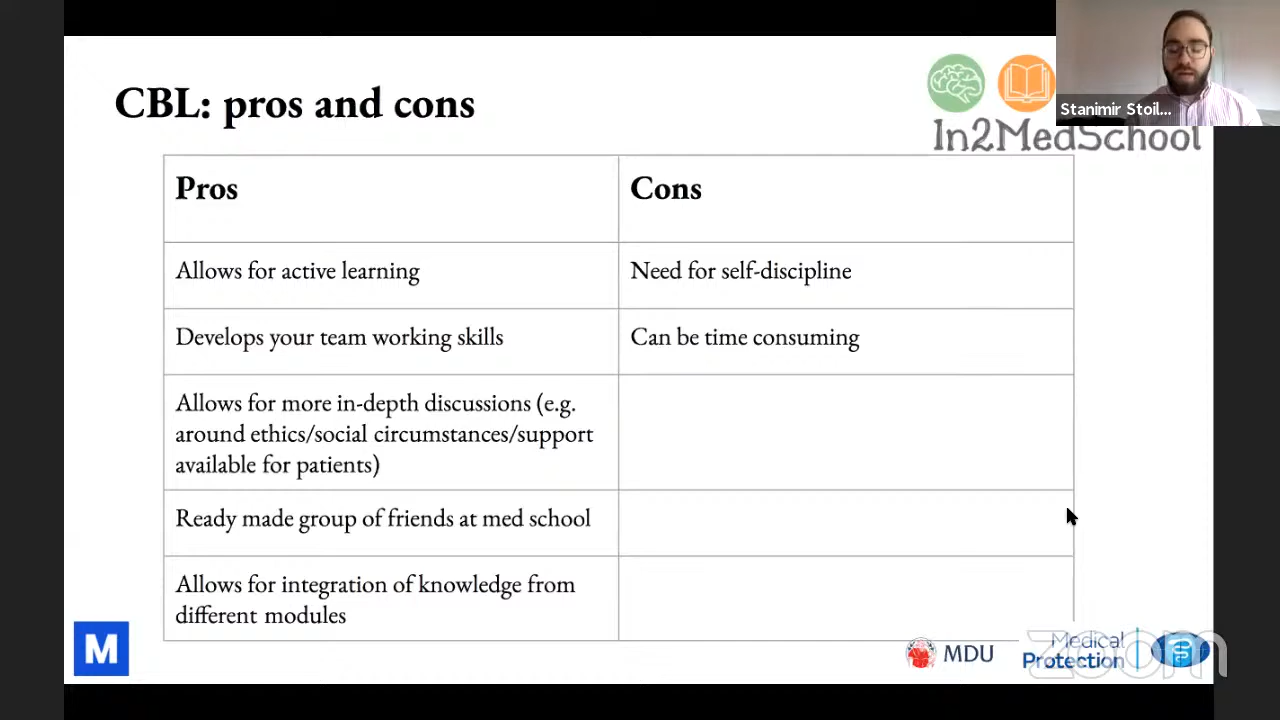 CBL: pros and cons
In2MedSchool
Stanimir Stoil...
Pros
Cons
Allows for active learning
Need for self-discipline
Develops your team working skills
Can be time consuming
Allows for more in-depth discussions (e.g.
around ethics/social circumstances/support
available for patients)
Ready made group of friends at med school
Allows for integration of knowledge from
different modules
M
MDU
Medical
Protection
zoom